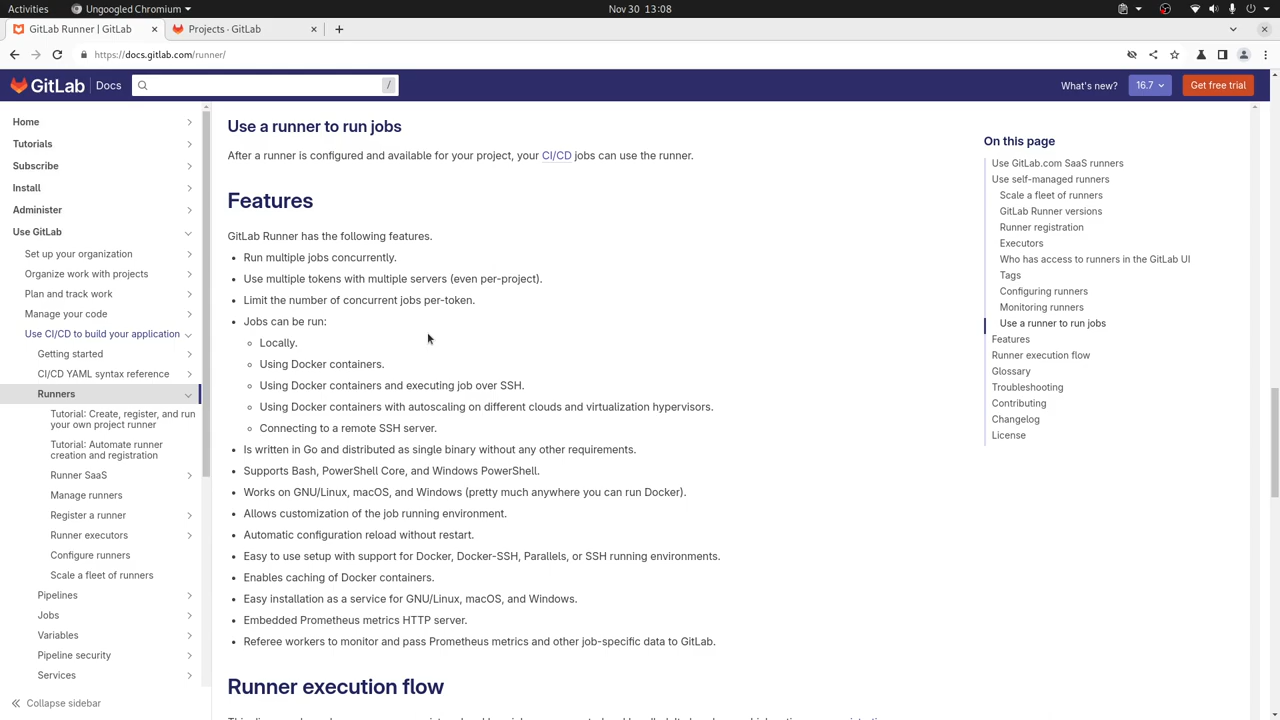 Activities
Ungoogled Chromium
Nov 30 13:08
GitLab Runner | GitLab
Projects · GitLab
https://docs.gitlab.com/runner/
GitLab Docs
/
What's new?
16.7
Get free trial
Home
Tutorials
Subscribe
Install
Administer
Use GitLab
Set up your organization
Organize work with projects
Plan and track work
Manage your code
Use CI/CD to build your application
Getting started
CI/CD YAML syntax reference
Runners
Tutorial: Create, register, and run
your own project runner
Tutorial: Automate runner
creation and registration
Runner SaaS
Manage runners
Register a runner
Runner executors
Configure runners
Scale a fleet of runners
Pipelines
Jobs
Variables
Pipeline security
Services
Collapse sidebar
Use a runner to run jobs
After a runner is configured and available for your project, your CI/CD jobs can use the runner.
Features
GitLab Runner has the following features.
• Run multiple jobs concurrently.
• Use multiple tokens with multiple servers (even per-project).
• Limit the number of concurrent jobs per-token.
• Jobs can be run:
◦ Locally.
◦ Using Docker containers.
◦ Using Docker containers and executing job over SSH.
◦ Using Docker containers with autoscaling on different clouds and virtualization hypervisors.
◦ Connecting to a remote SSH server.
• Is written in Go and distributed as single binary without any other requirements.
• Supports Bash, PowerShell Core, and Windows PowerShell.
• Works on GNU/Linux, macOS, and Windows (pretty much anywhere you can run Docker).
• Allows customization of the job running environment.
• Automatic configuration reload without restart.
• Easy to use setup with support for Docker, Docker-SSH, Parallels, or SSH running environments.
• Enables caching of Docker containers.
• Easy installation as a service for GNU/Linux, macOS, and Windows.
• Embedded Prometheus metrics HTTP server.
• Referee workers to monitor and pass Prometheus metrics and other job-specific data to GitLab.
Runner execution flow
On this page
Use GitLab.com SaaS runners
Use self-managed runners
Scale a fleet of runners
GitLab Runner versions
Runner registration
Executors
Who has access to runners in the GitLab UI
Tags
Configuring runners
Monitoring runners
Use a runner to run jobs
Features
Runner execution flow
Glossary
Troubleshooting
Contributing
Changelog
License